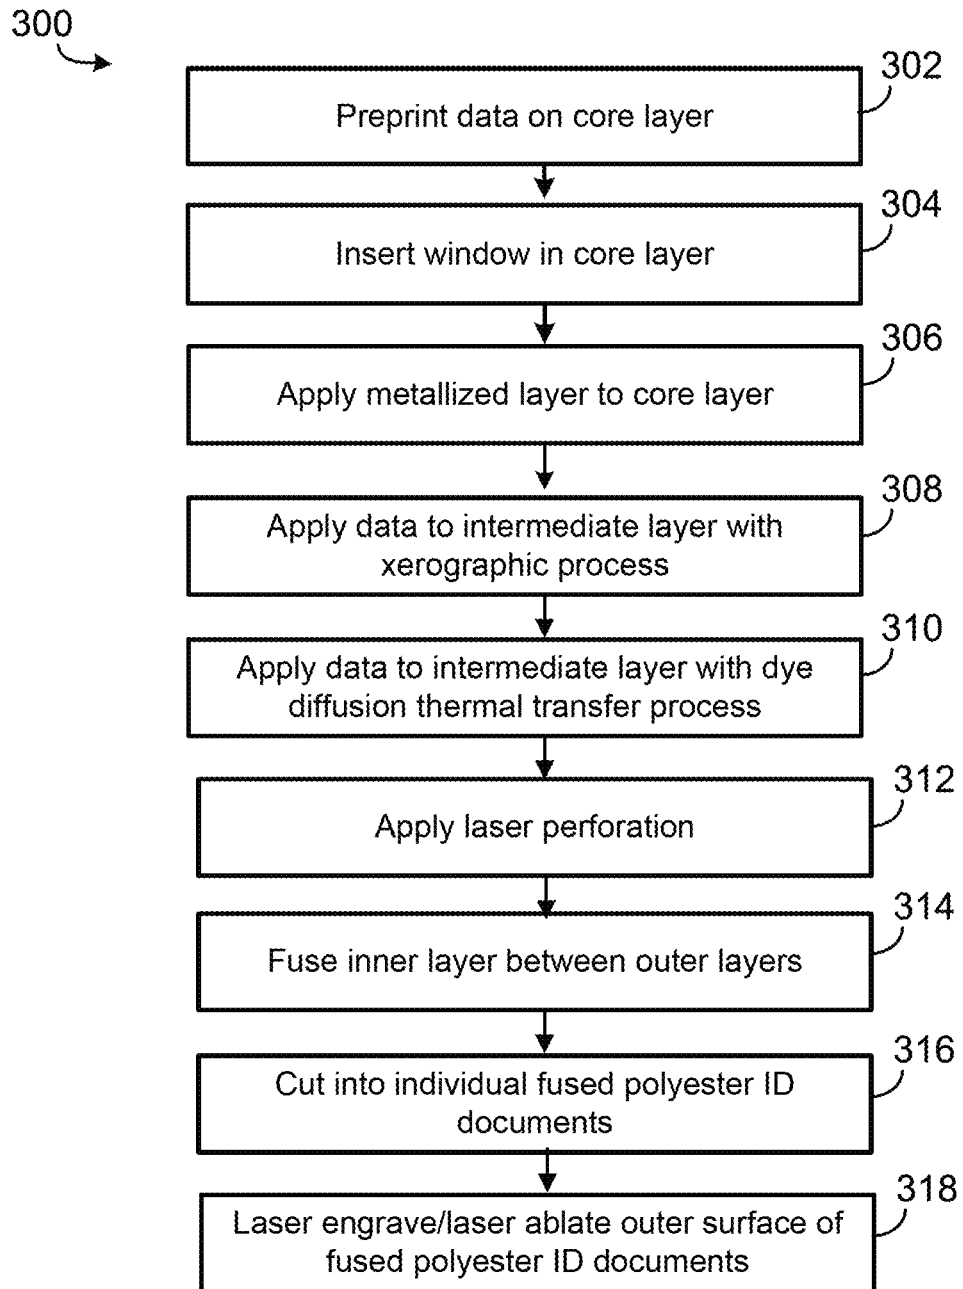 300
302
Preprint data on core layer
304
Insert window in core layer
306
Apply metallized layer to core layer
308
Apply data to intermediate layer with
xerographic process
310
Apply data to intermediate layer with dye
diffusion thermal transfer process
312
Apply laser perforation
314
Fuse inner layer between outer layers
316
Cut into individual fused polyester ID
documents
318
Laser engrave/laser ablate outer surface of
fused polyester ID documents